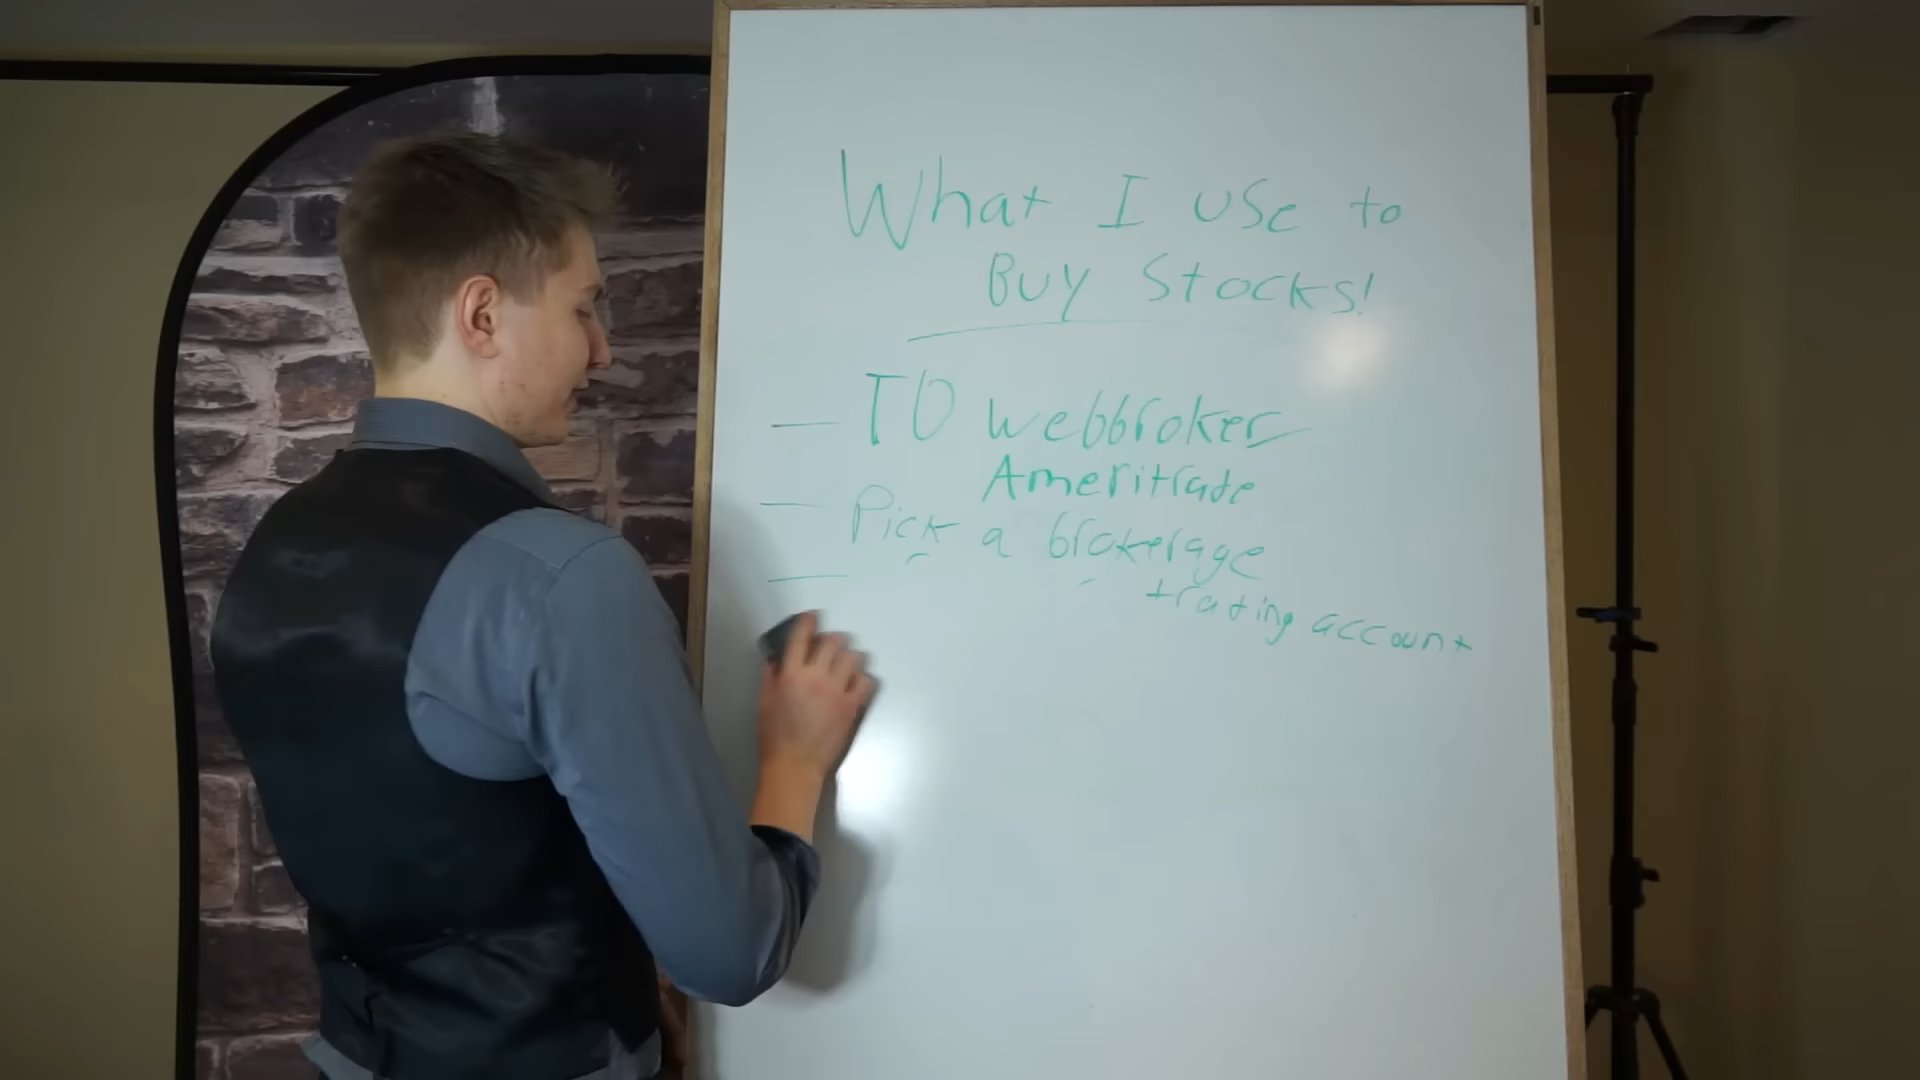 What I use to
Buy Stocks!
— TD Webbroker
Ameritrade
— Pick a brokerage
— trading account